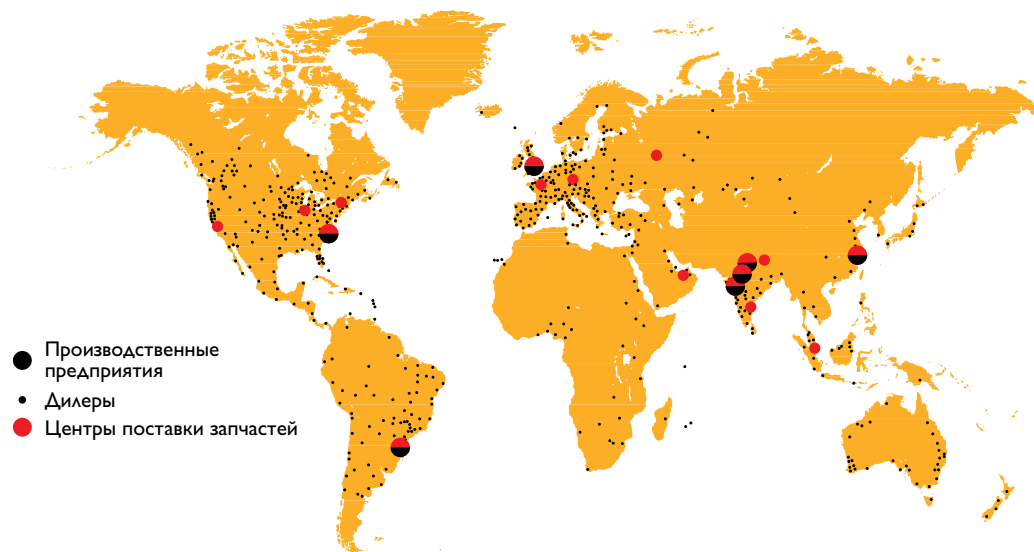 Производственные
предприятия
Дилеры
Центры поставки запчастей